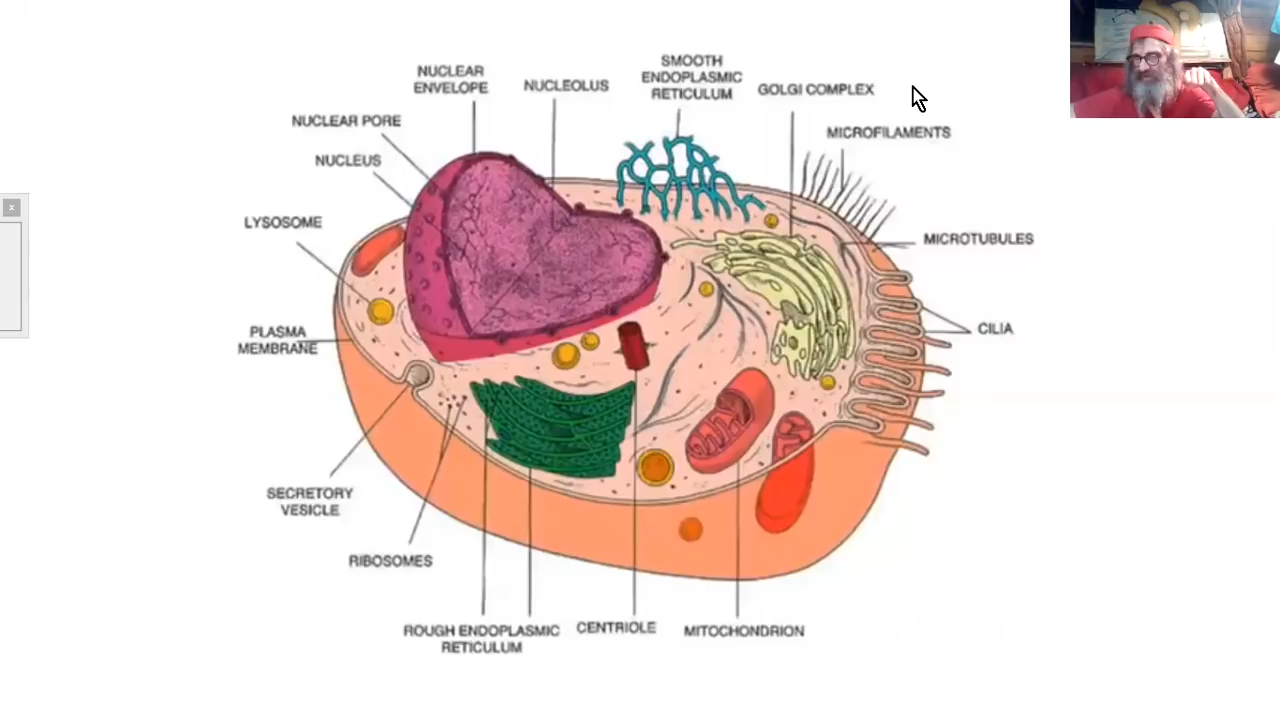 SMOOTH
ENDOPLASMIC
RETICULUM
NUCLEAR
ENVELOPE
NUCLEOLUS
GOLGI COMPLEX
NUCLEAR PORE
MICROFILAMENTS
NUCLEUS
LYSOSOME
MICROTUBULES
PLASMA
MEMBRANE
CILIA
SECRETORY
VESICLE
RIBOSOMES
ROUGH ENDOPLASMIC
RETICULUM
CENTRIOLE
MITOCHONDRION
x